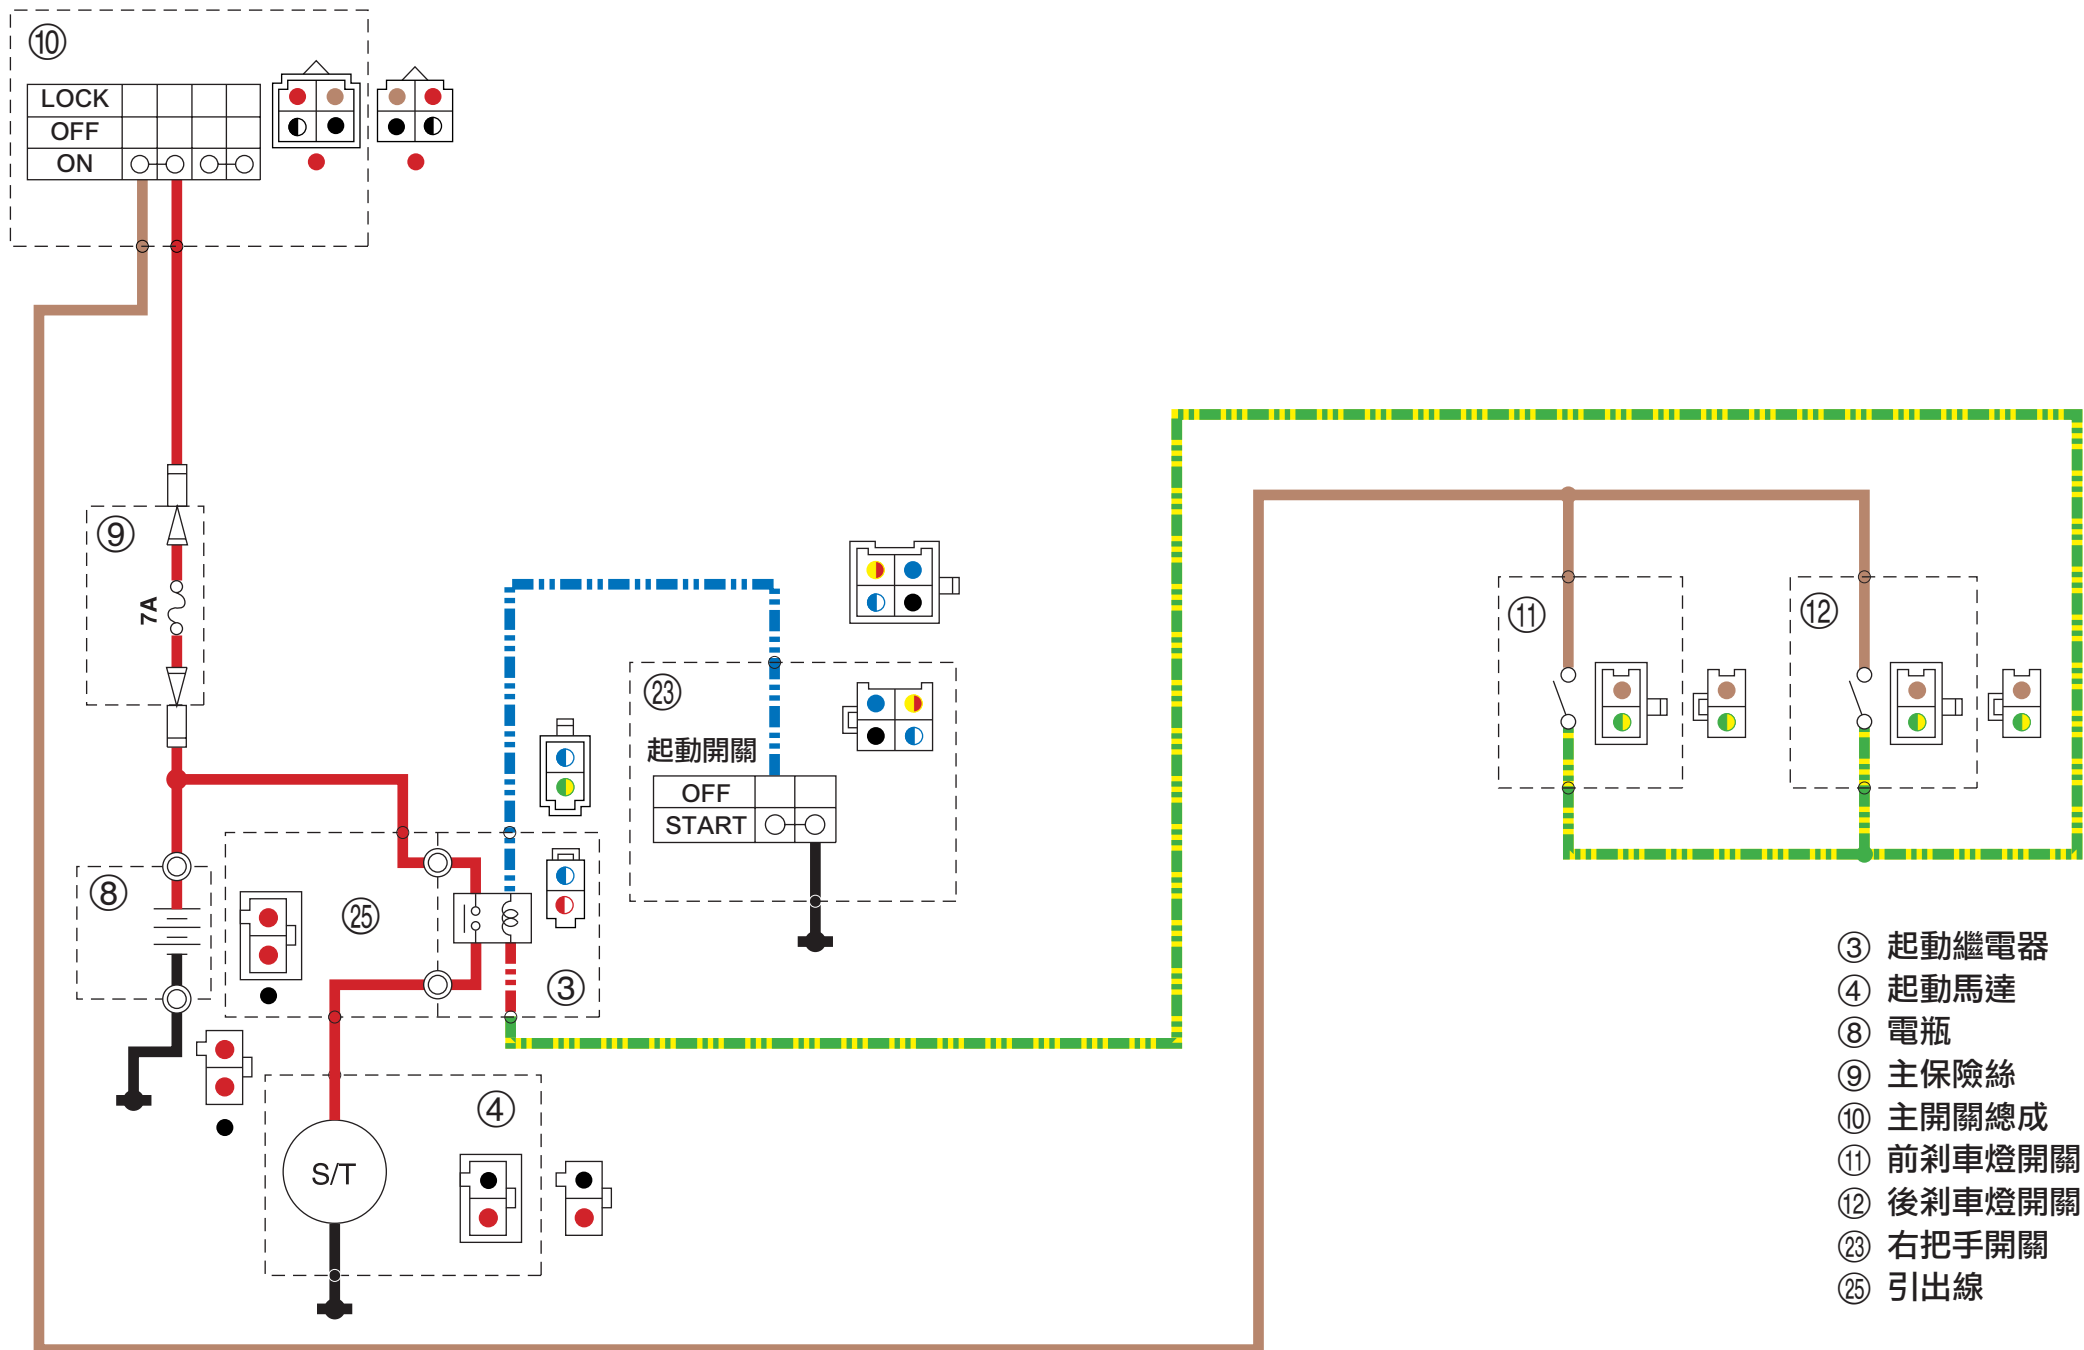 ⑩
LOCK
OFF
ON
⑨
7A
⑪
⑫
㉓
起動開關
OFF
START
⑧
㉕
③
④
S/T
③ 起動繼電器
④ 起動馬達
⑧ 電瓶
⑨ 主保險絲
⑩ 主開關總成
⑪ 前剎車燈開關
⑫ 後剎車燈開關
㉓ 右把手開關
㉕ 引出線